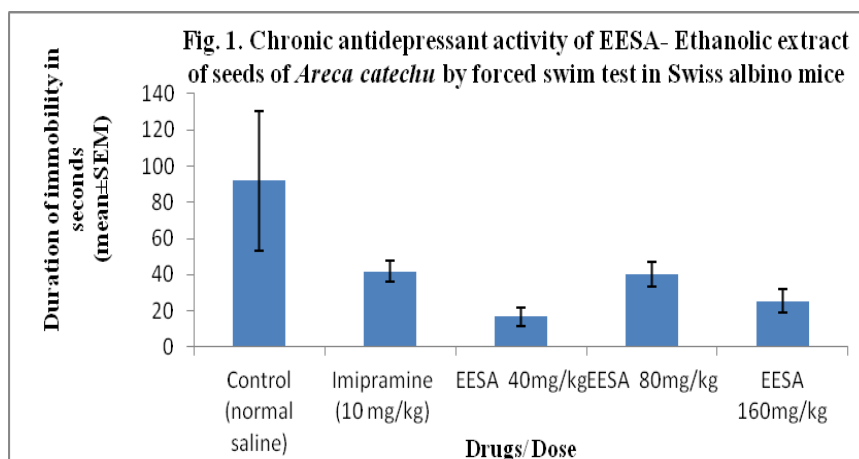 Fig. 1. Chronic antidepressant activity of EESA- Ethanolic extract
of seeds of Areca catechu by forced swim test in Swiss albino mice
Duration of immobility in
seconds
(mean±SEM)
140
120
100
80
60
40
20
0
Control
(normal
saline)
Imipramine
(10 mg/kg)
EESA 40mg/kg
EESA 80mg/kg
EESA
160mg/kg
Drugs/Dose